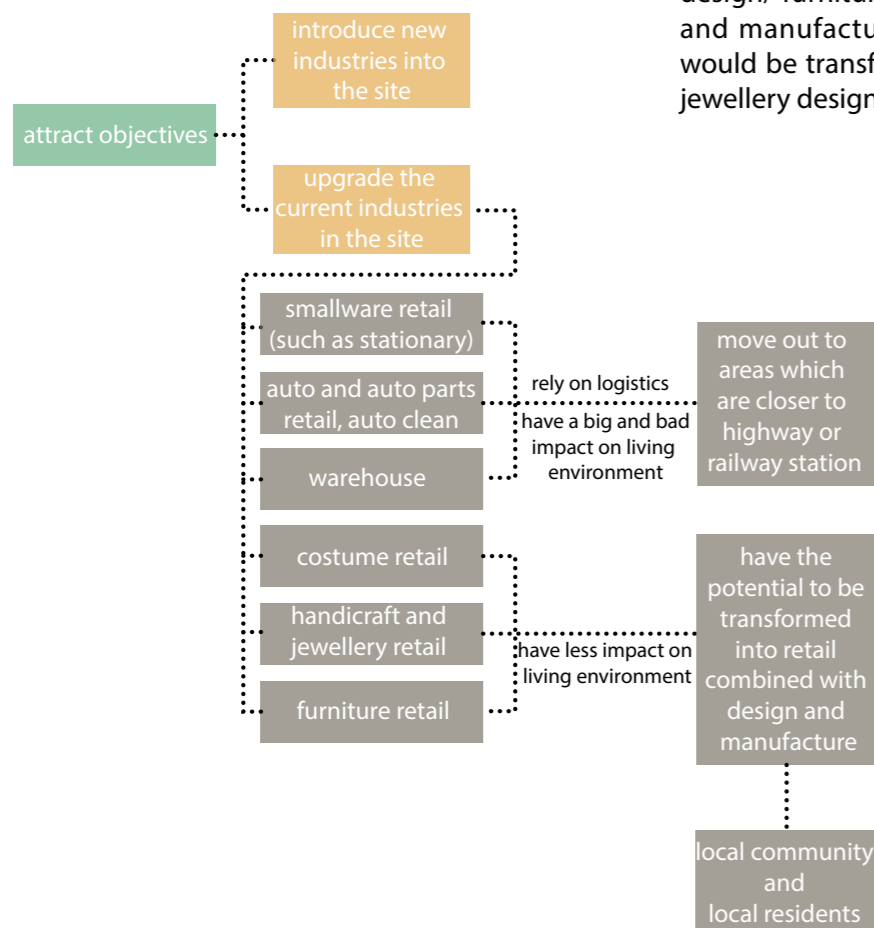 design, furniture
and manufactu
would be transf
jewellery design
introduce new
industries into
the site
attract objectives
upgrade the
current industries
in the site
smallware retail
(such as stationary)
auto and auto parts
retail, auto clean
warehouse
costume retail
handicraft and
jewellery retail
furniture retail
rely on logistics
have a big and bad
impact on living
environment
have less impact on
living environment
move out to
areas which
are closer to
highway or
railway station
have the
potential to be
transformed
into retail
combined with
design and
manufacture
local community
and
local residents